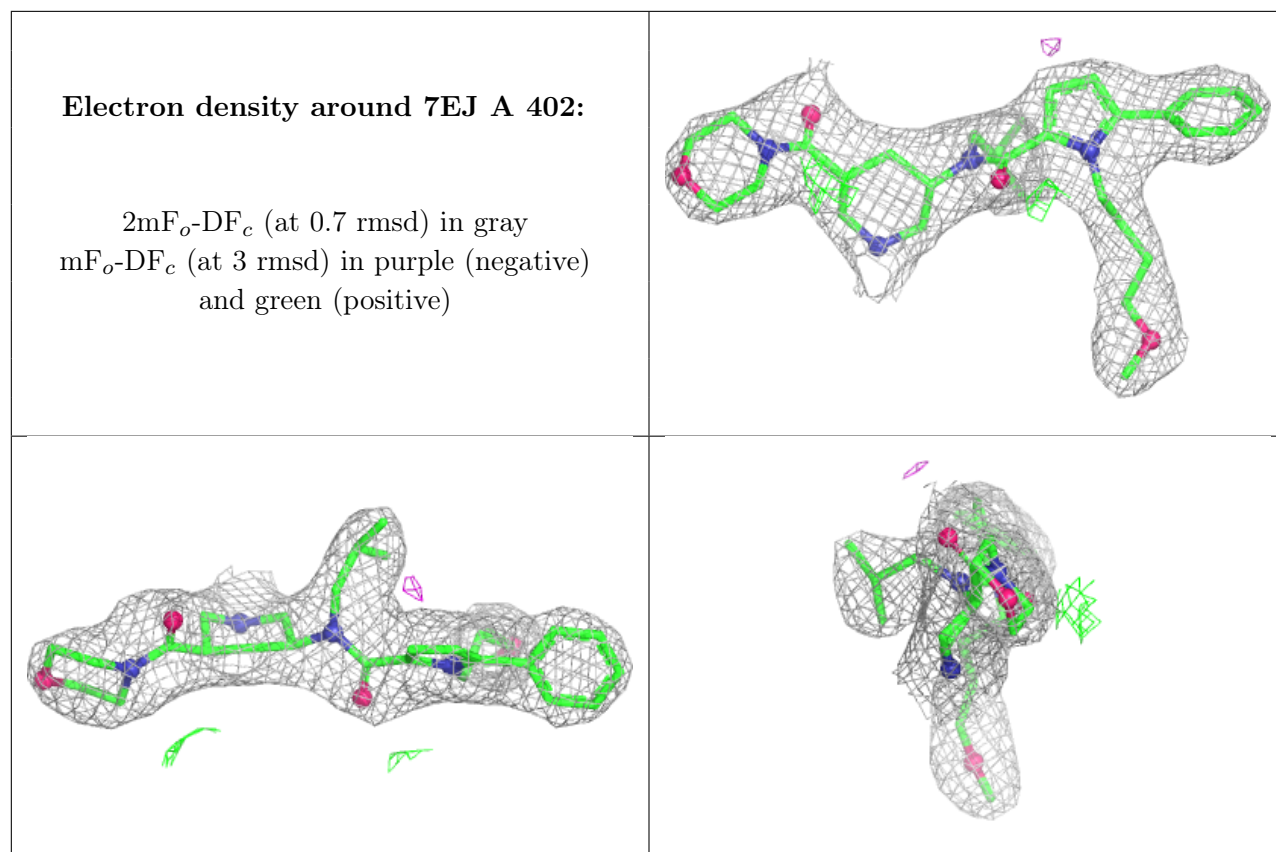 Electron density around 7EJ A 402:
2mFo-DFc (at 0.7 rmsd) in gray
mFo-DFc (at 3 rmsd) in purple (negative)
and green (positive)